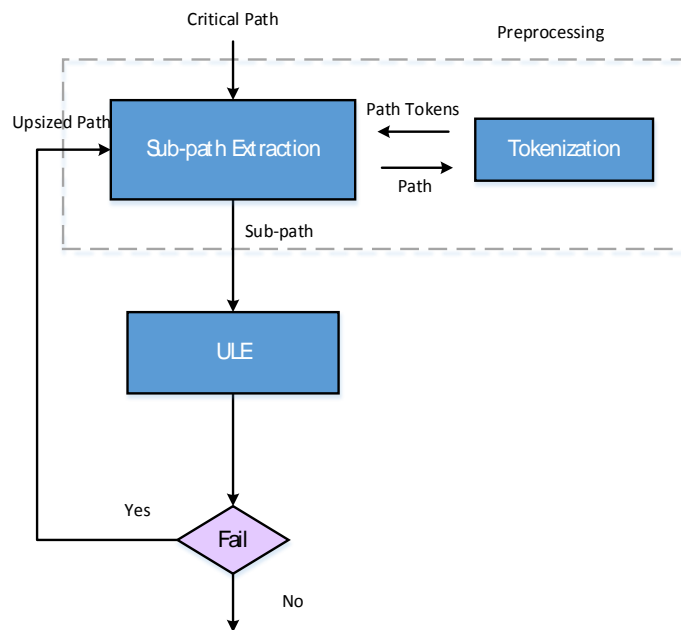 Critical Path
Preprocessing
Upsized Path
Sub-path Extraction
Path Tokens
Path
Tokenization
Sub-path
ULE
Yes
Fail
No